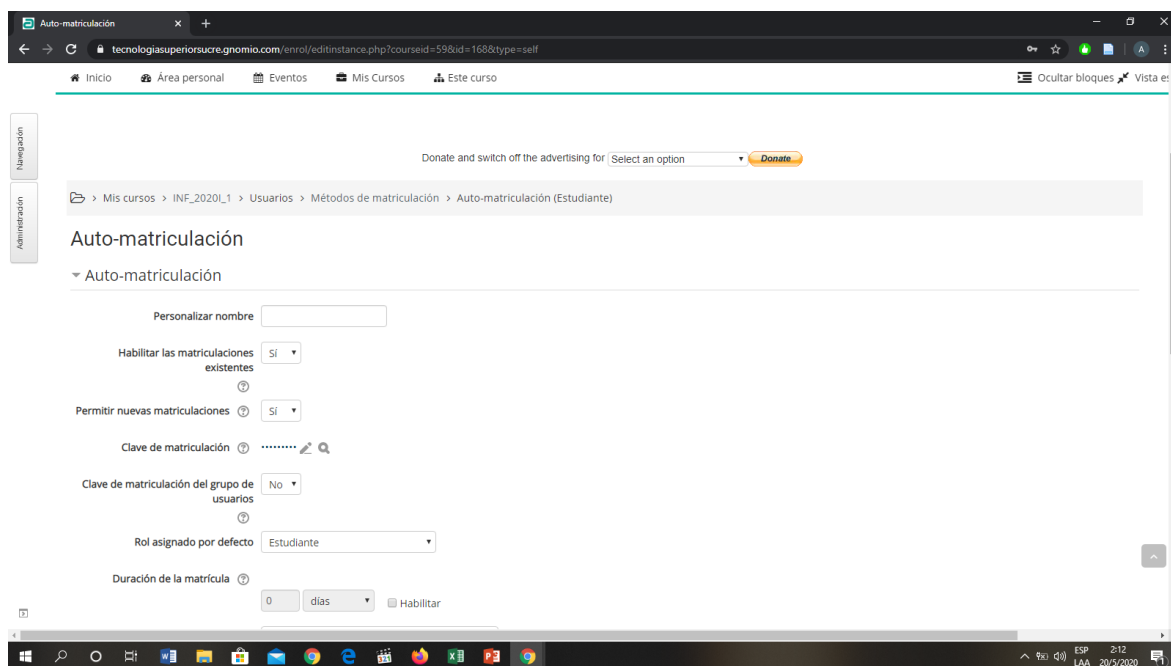 Auto-matriculación
tecnologiasuperiorsucre.gnomio.com/enrol/editinstance.php?courseid=59&id=168&type=self
A
Inicio Área personal Eventos Mis Cursos Este curso Ocultar bloques Vista es
Navegación
Administración
Donate and switch off the advertising for Select an option Donate
> Mis cursos > INF_2020I_1 > Usuarios > Métodos de matriculación > Auto-matriculación (Estudiante)
Auto-matriculación
Auto-matriculación
Personalizar nombre
Habilitar las matriculaciones existentes Sí
Permitir nuevas matriculaciones Sí
Clave de matriculación •••••••••
Clave de matriculación del grupo de usuarios No
Rol asignado por defecto Estudiante
Duración de la matrícula
0 días Habilitar
ESP 2:12
LAA 20/5/2020